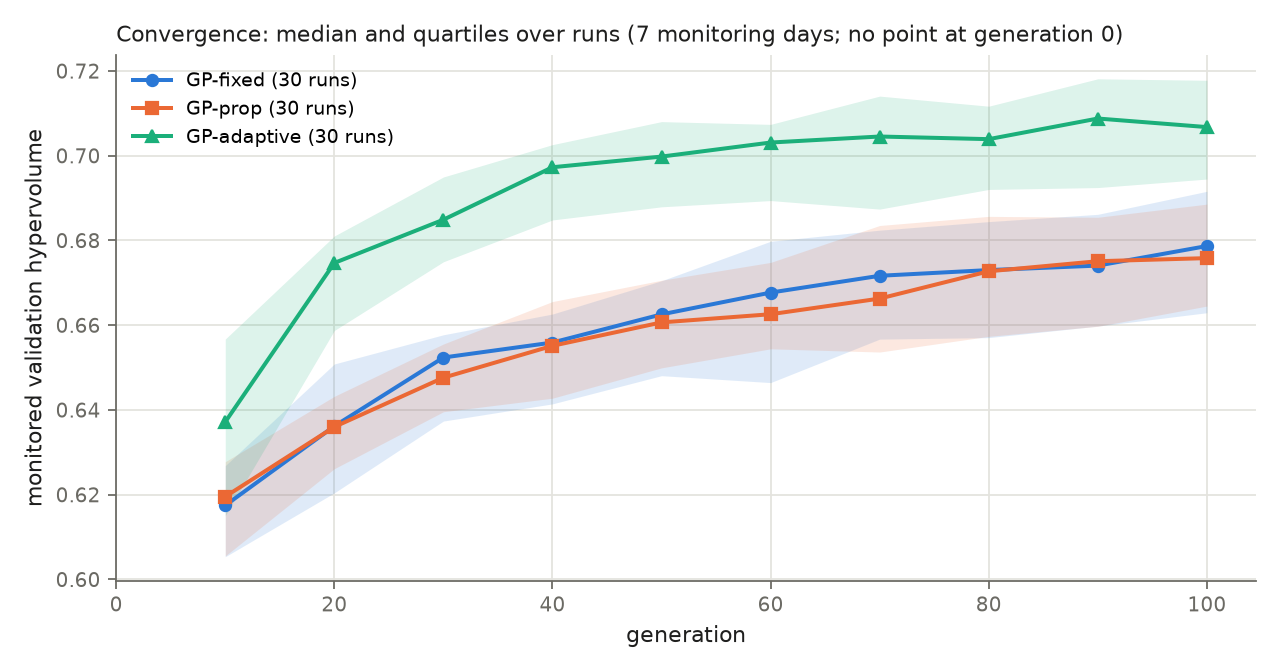 Convergence: median and quartiles over runs (7 monitoring days; no point at generation 0)
GP-fixed (30 runs)
GP-prop (30 runs)
GP-adaptive (30 runs)
monitored validation hypervolume
0.72
0.70
0.68
0.66
0.64
0.62
0.60
0
20
40
60
80
100
generation